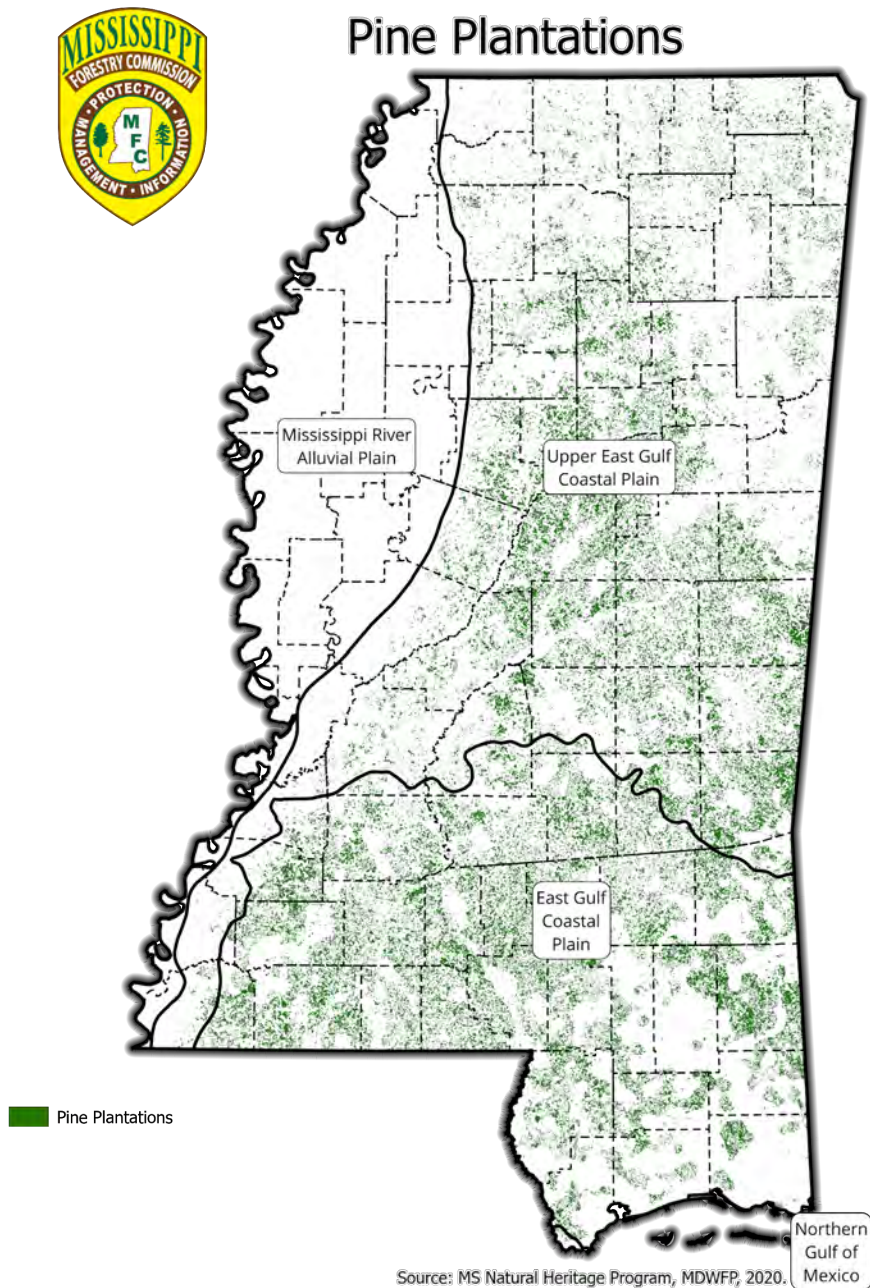 Pine Plantations
MISSISSIPPI
FORESTRY COMMISSION
PROTECTION
MANAGEMENT • INFORMATION
M
F
C
Mississippi River
Alluvial Plain
Upper East Gulf
Coastal Plain
East Gulf
Coastal
Plain
Pine Plantations
Northern
Gulf of
Mexico
Source: MS Natural Heritage Program, MDWFP, 2020.